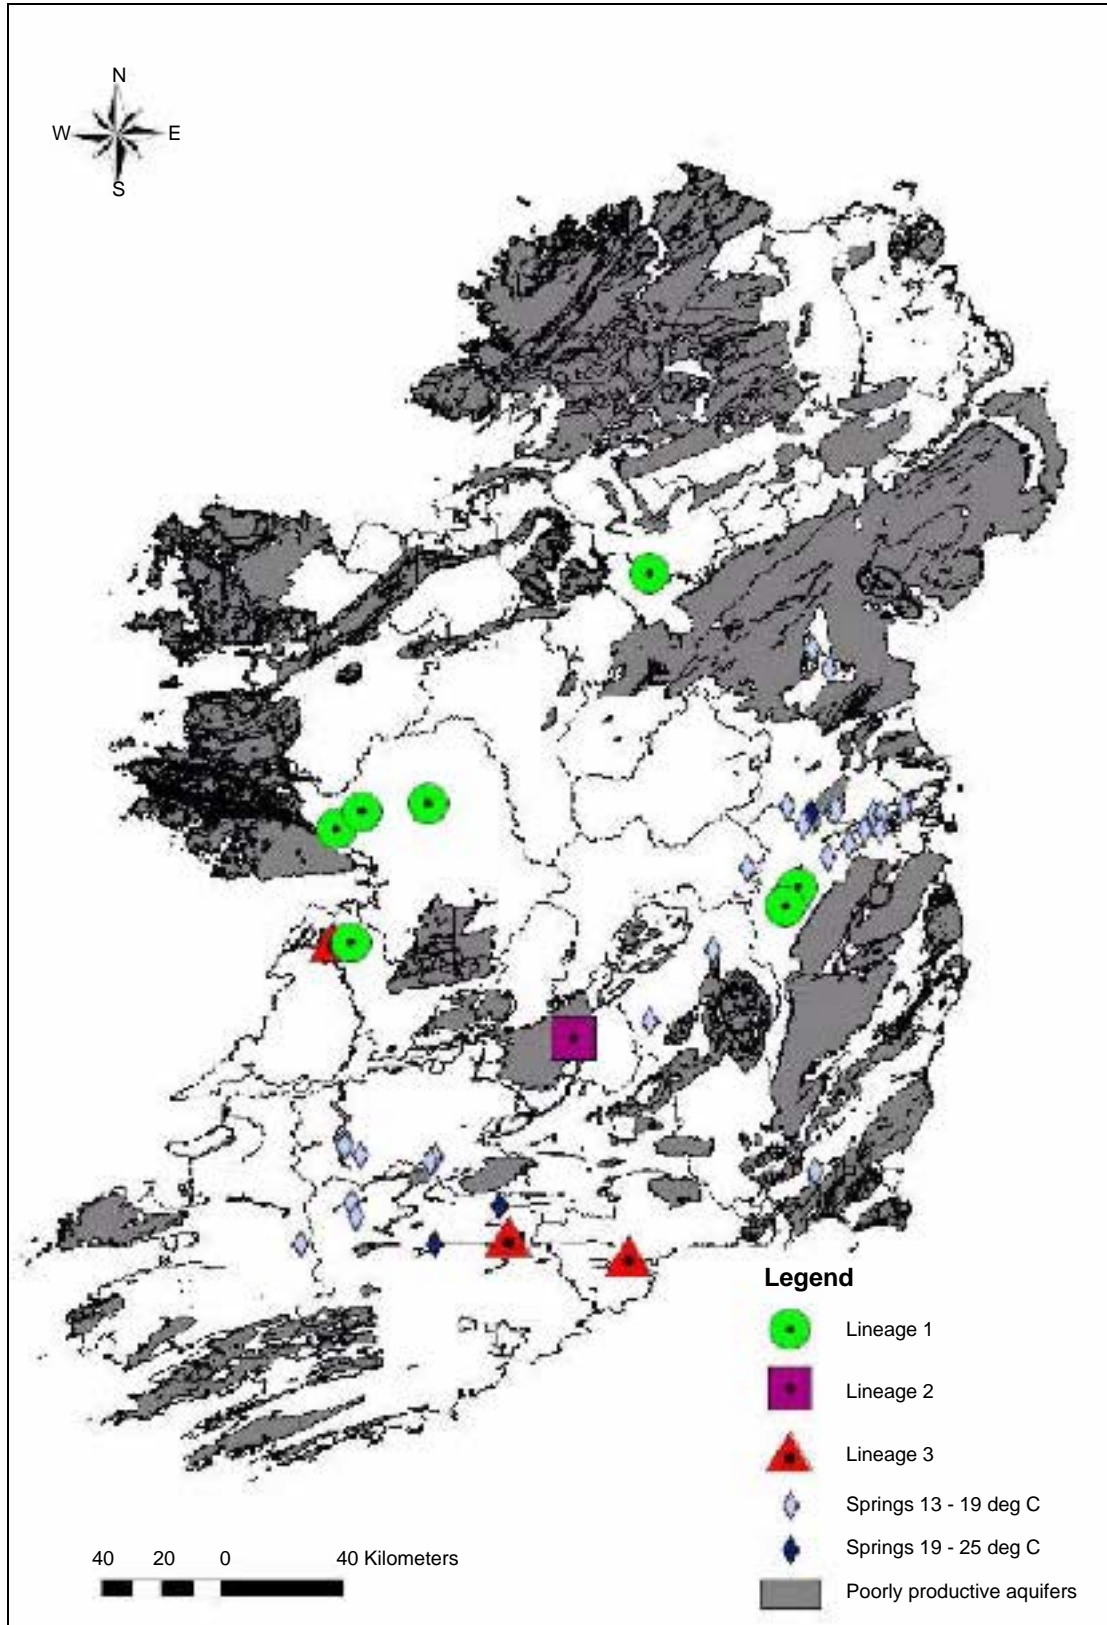 N
W E
S
Legend
Lineage 1
Lineage 2
Lineage 3
Springs 13 - 19 deg C
Springs 19 - 25 deg C
Poorly productive aquifers
40 20 0 40 Kilometers